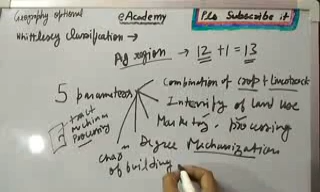 Geography optional
eAcademy
Pls Subscribe it
Whittlesey Classification →
Ag region → 12 + 1 = 13
5 parameters
Combination of crop + livestock
Intensity of land use
Marketing, processing
Degree Mechanization
of building